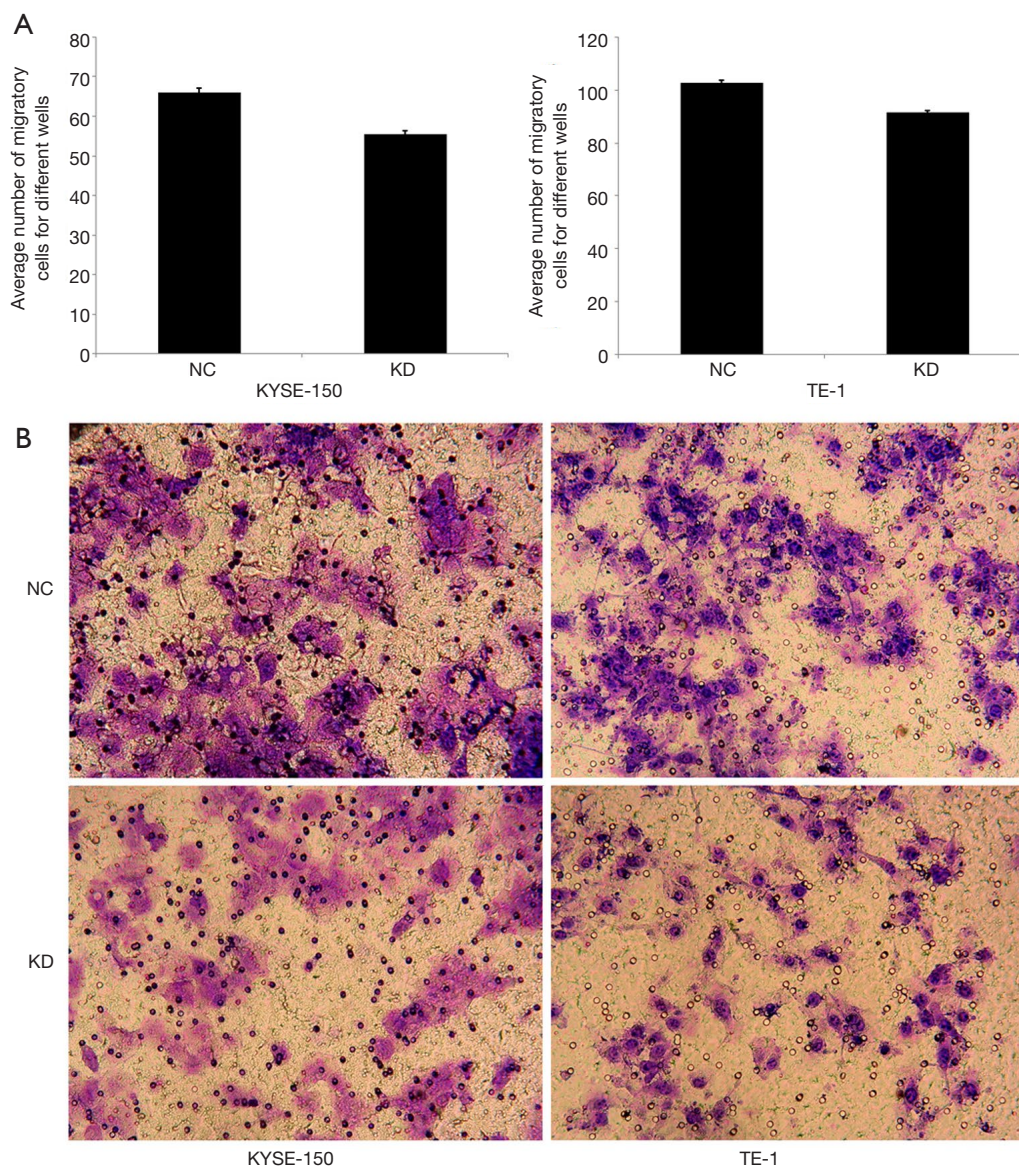 A
Average number of migratory
cells for different wells
80
70
60
50
40
30
20
10
0
NC
KD
KYSE-150
Average number of migratory
cells for different wells
120
100
80
60
40
20
0
NC
KD
TE-1
B
NC
KD
KYSE-150
TE-1